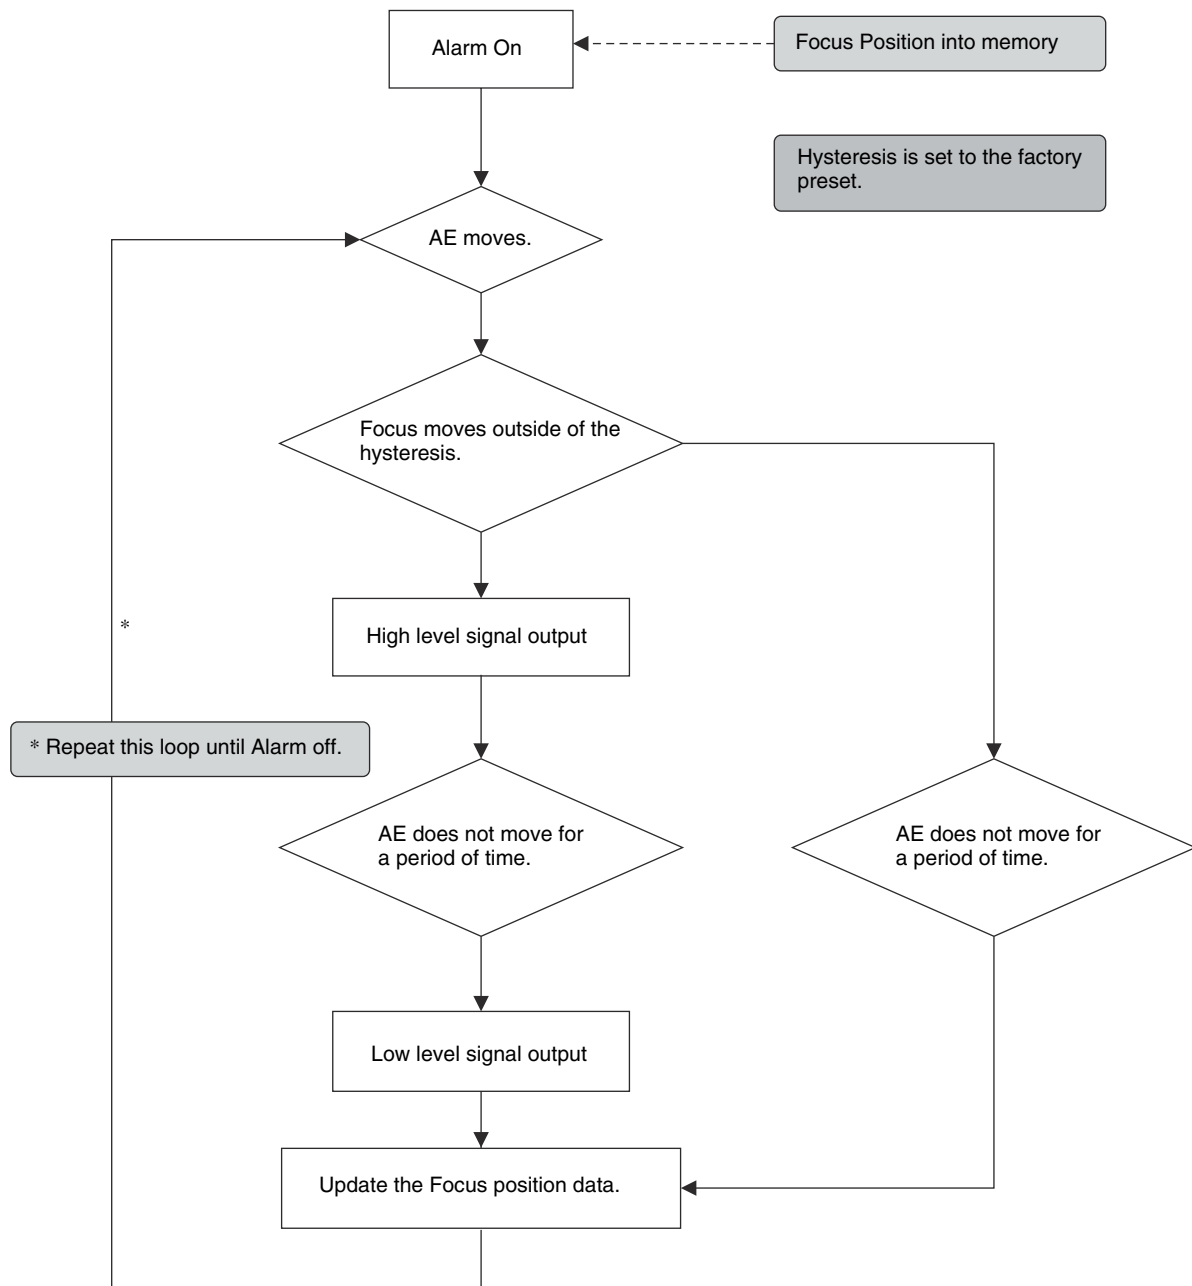 Alarm On
Focus Position into memory
Hysteresis is set to the factory
preset.
AE moves.
Focus moves outside of the
hysteresis.
*
High level signal output
* Repeat this loop until Alarm off.
AE does not move for
a period of time.
AE does not move for
a period of time.
Low level signal output
Update the Focus position data.